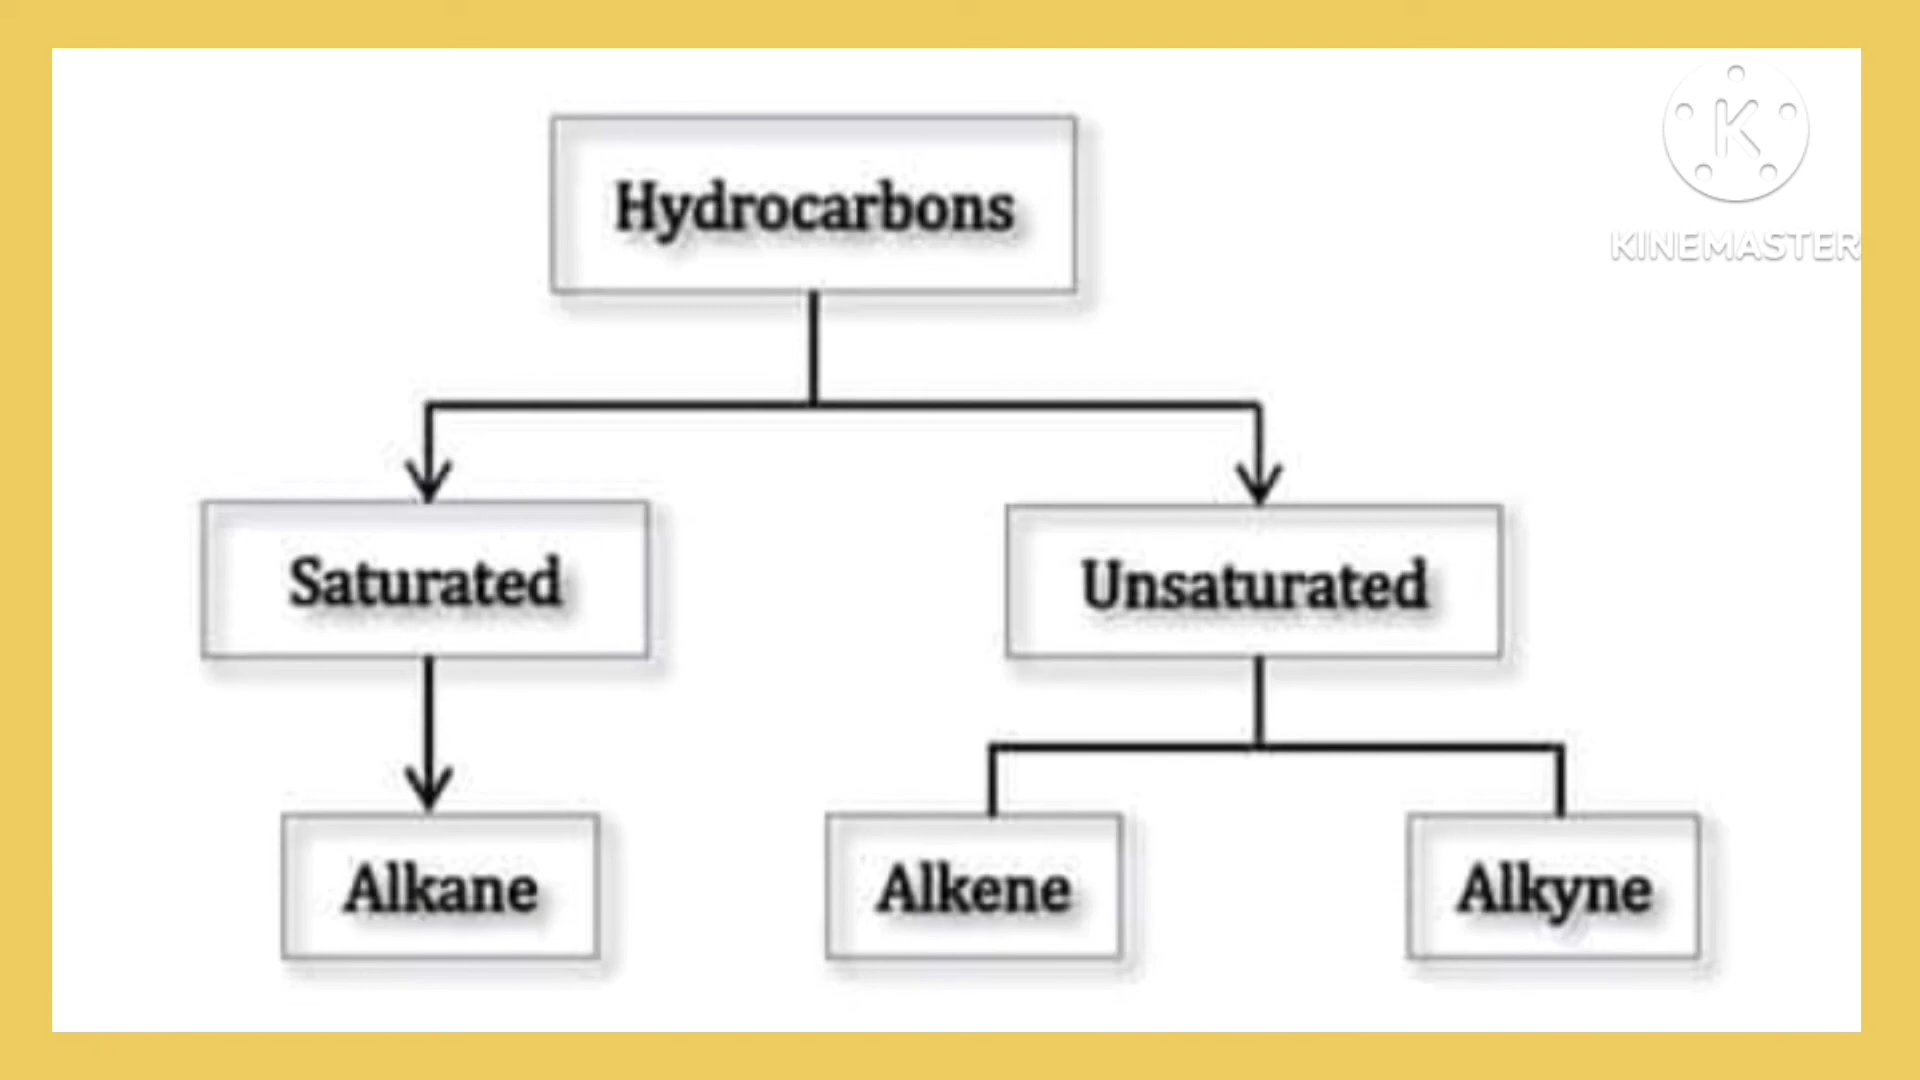 Hydrocarbons
K
KINEMASTER
Saturated
Unsaturated
Alkane
Alkene
Alkyne